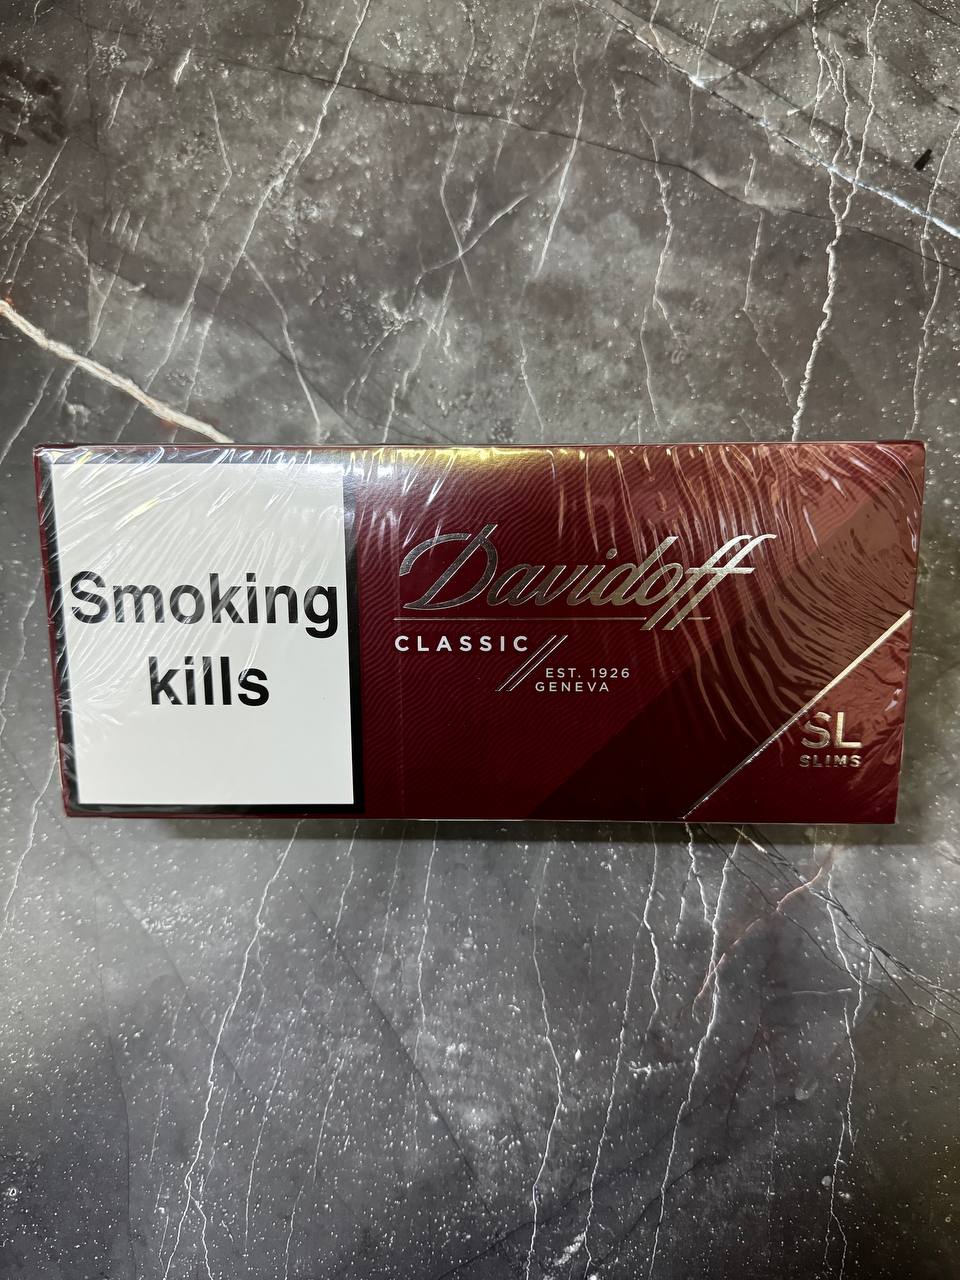 Smoking
kills
Davidoff
CLASSIC
EST. 1926
GENEVA
SL
SLIMS